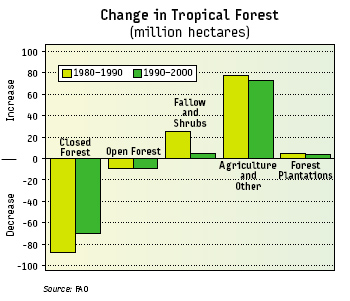 Change in Tropical Forest
(million hectares)
100
80
60
40
20
0
-20
-40
-60
-80
-100
Increase
Decrease
1980-1990
1990-2000
Closed
Forest
Open Forest
Fallow
and
Shrubs
Agriculture
and
Other
Forest
Plantations
Source: FAO